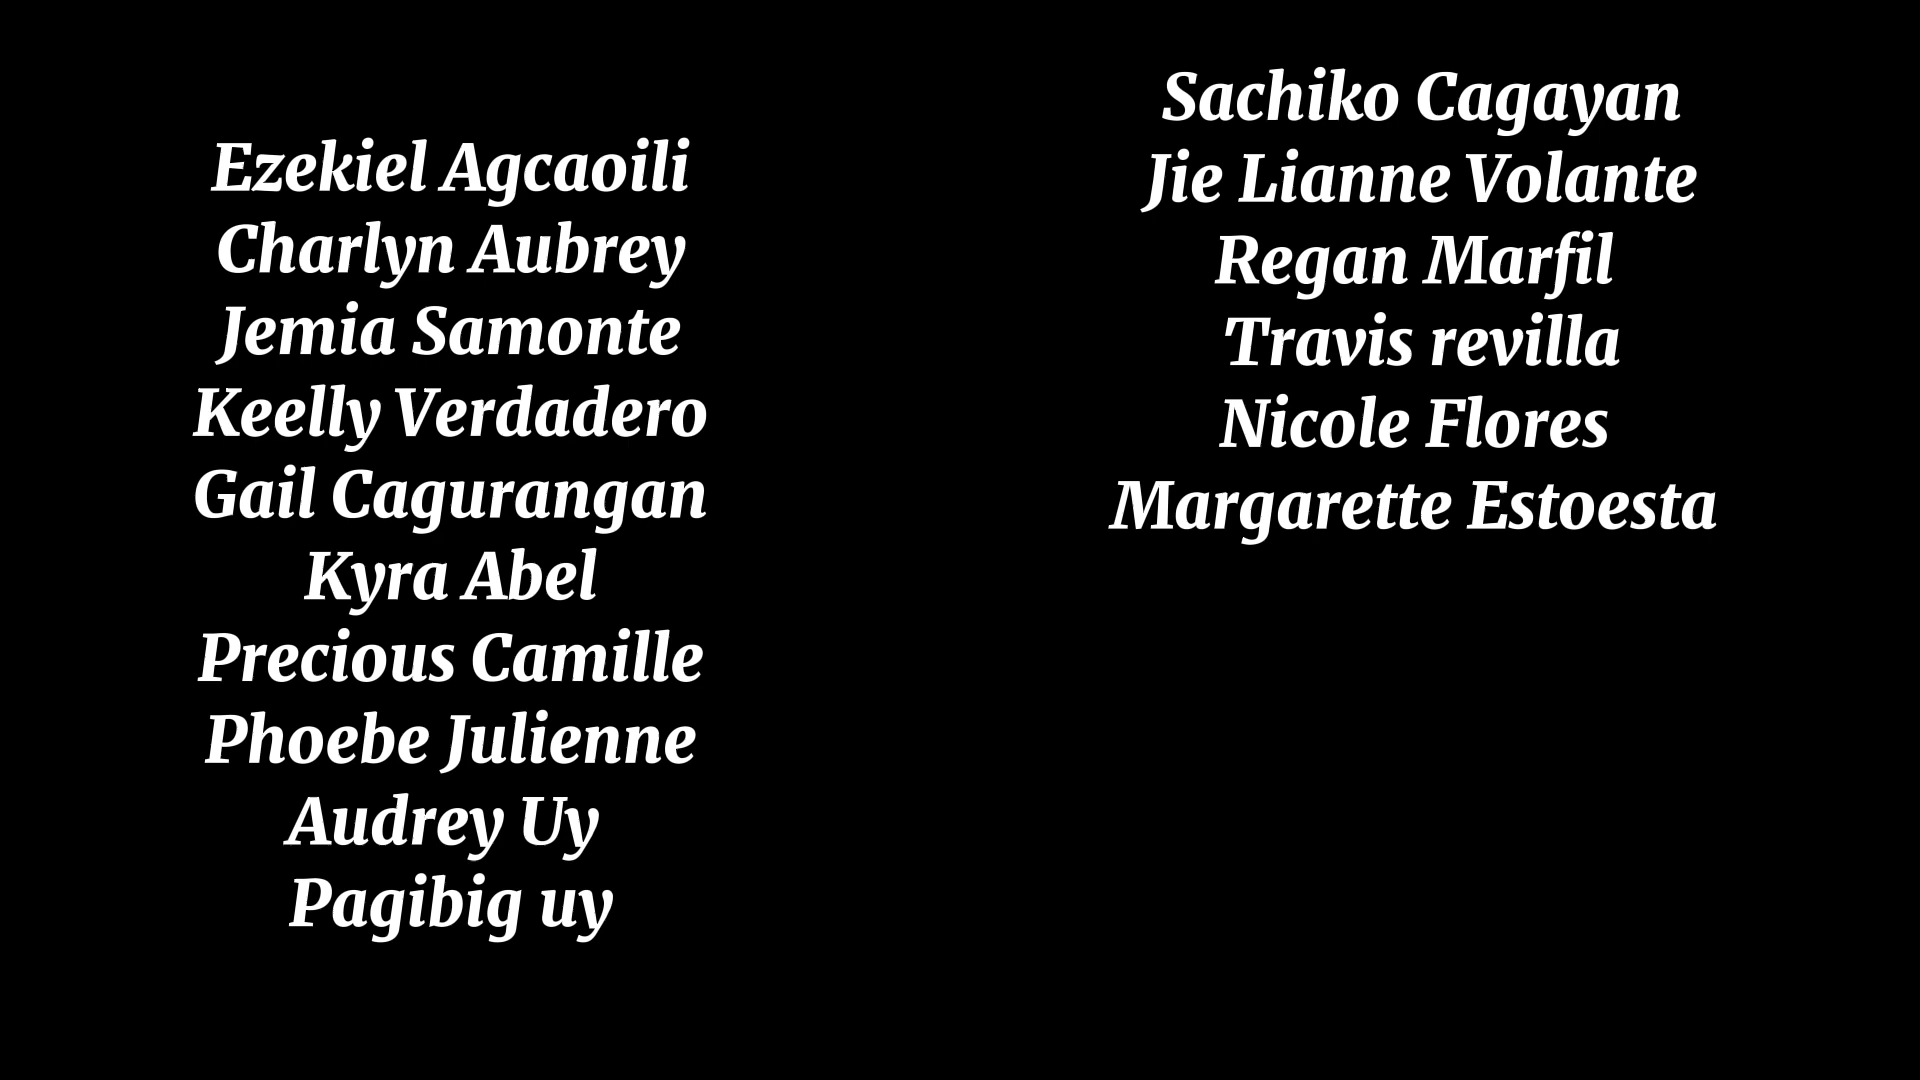 Ezekiel Agcaoili
Charlyn Aubrey
Jemia Samonte
Keelly Verdadero
Gail Cagurangan
Kyra Abel
Precious Camille
Phoebe Julienne
Audrey Uy
Pagibig uy
Sachiko Cagayan
Jie Lianne Volante
Regan Marfil
Travis revilla
Nicole Flores
Margarette Estoesta